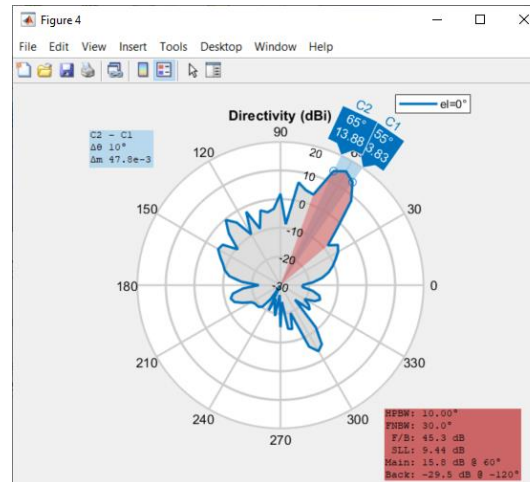 Figure 4
File Edit View Insert Tools Desktop Window Help
el=0°
Directivity (dBi)
C2 - C1
Δθ 10°
Δm 47.8e-3
C2
65°
13.88
C1
55°
3.83
90
120
150
180
210
240
270
300
330
0
30
20
10
0
-10
-20
-30
HPBW: 10.00°
FNBW: 30.0°
F/B: 45.3 dB
SLL: 9.44 dB
Main: 15.8 dB @ 60°
Back: -29.5 dB @ -120°